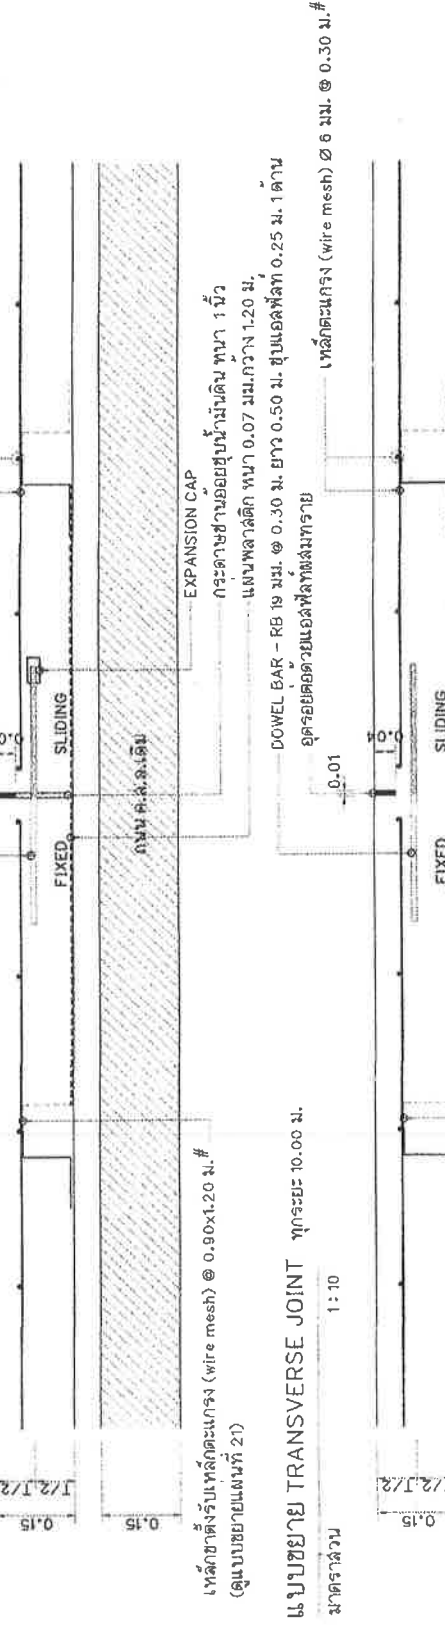 FIXED
SLIDING
EXPANSION CAP
กระดาษชานอ้อยชุบน้ำมันดิน หนา 1 นิ้ว
แผ่นพลาสติก หนา 0.07 มม.กว้าง 1.20 ม.
ถนน ค.ส.ล.เดิม
0.15
T/2
T/2
0.15
เหล็กขาตั้งรับเหล็กตะแกรง (wire mesh) @ 0.90x1.20 ม.#
(ดูแบบขยายแผ่นที่ 21)
แบบขยาย TRANSVERSE JOINT ทุกระยะ 10.00 ม.
มาตราส่วน 1:10
DOWEL BAR - RB 19 มม. @ 0.30 ม. ยาว 0.50 ม. ชุบแอสฟัลท์ 0.25 ม. 1 ด้าน
อุดรอยต่อด้วยแอสฟัลท์ผสมทราย
เหล็กตะแกรง (wire mesh) Ø 6 มม. @ 0.30 ม.#
0.01
0.04
FIXED
SLIDING
T/2
0.15